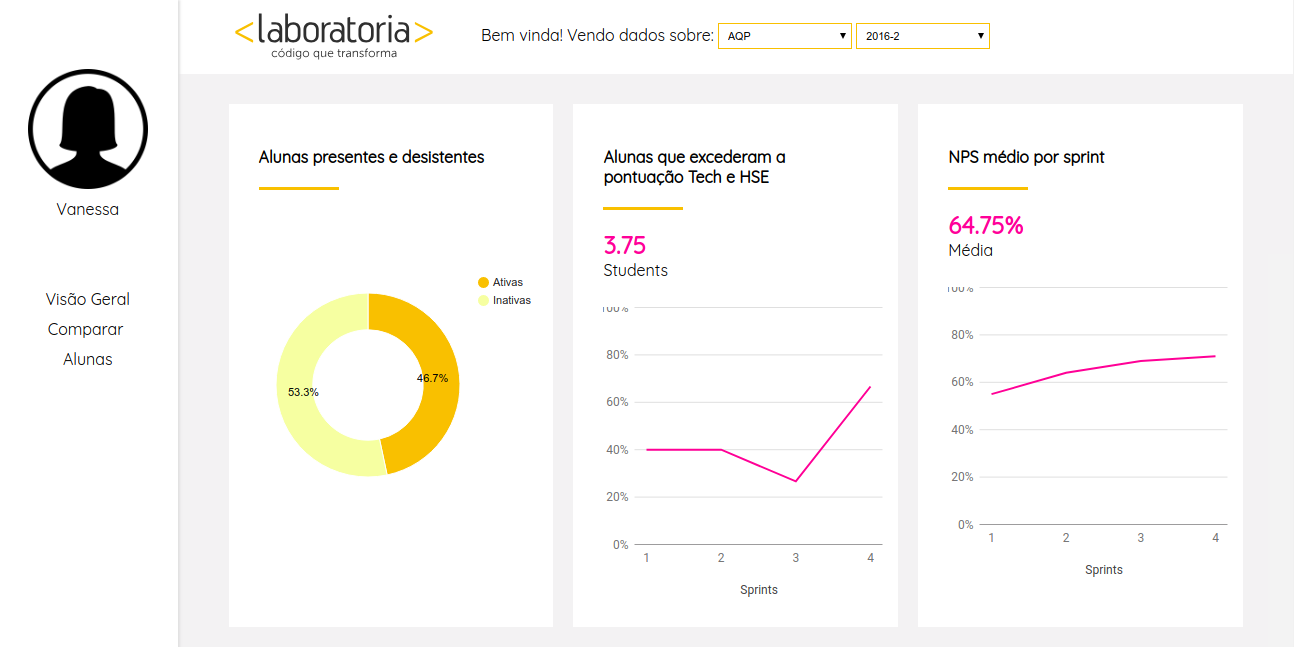 <laboratoria>
código que transforma
Bem vinda! Vendo dados sobre: AQP 2016-2
Vanessa
Visão Geral
Comparar
Alunas
Alunas presentes e desistentes
Ativas
Inativas
46.7%
53.3%
Alunas que excederam a
pontuação Tech e HSE
3.75
Students
100%
80%
60%
40%
20%
0%
1 2 3 4
Sprints
NPS médio por sprint
64.75%
Média
100%
80%
60%
40%
20%
0%
1 2 3 4
Sprints